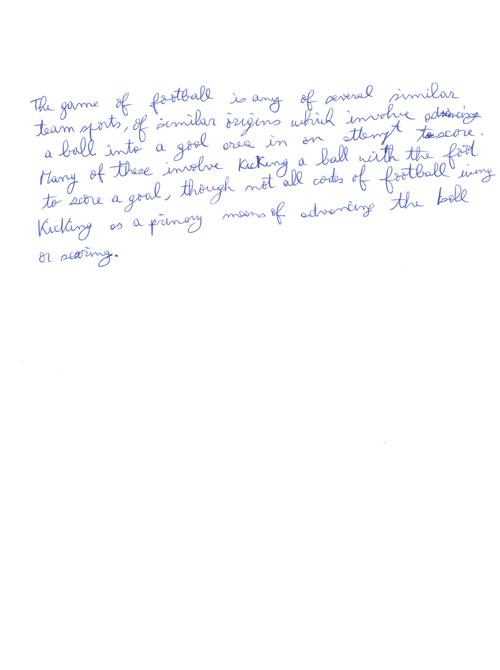 The game of football is any of several similar
team sports, of similar origins which involve advancing
a ball into a goal area in an attempt to score.
Many of these involve kicking a ball with the foot
to score a goal, though not all codes of football using
kicking as a primary means of advancing the ball
or scoring.